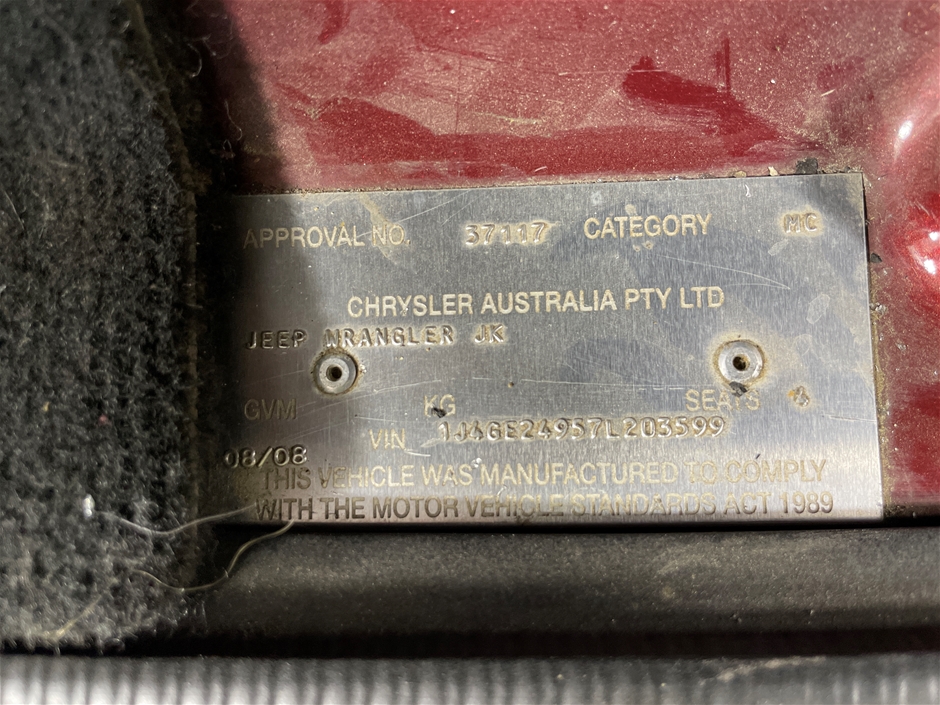 APPROVAL NO. 37117 CATEGORY MC
CHRYSLER AUSTRALIA PTY LTD
JEEP WRANGLER JK
GVM KG SEATS 4
VIN 1J4GE24957L203599
08/08
THIS VEHICLE WAS MANUFACTURED TO COMPLY
WITH THE MOTOR VEHICLE STANDARDS ACT 1989